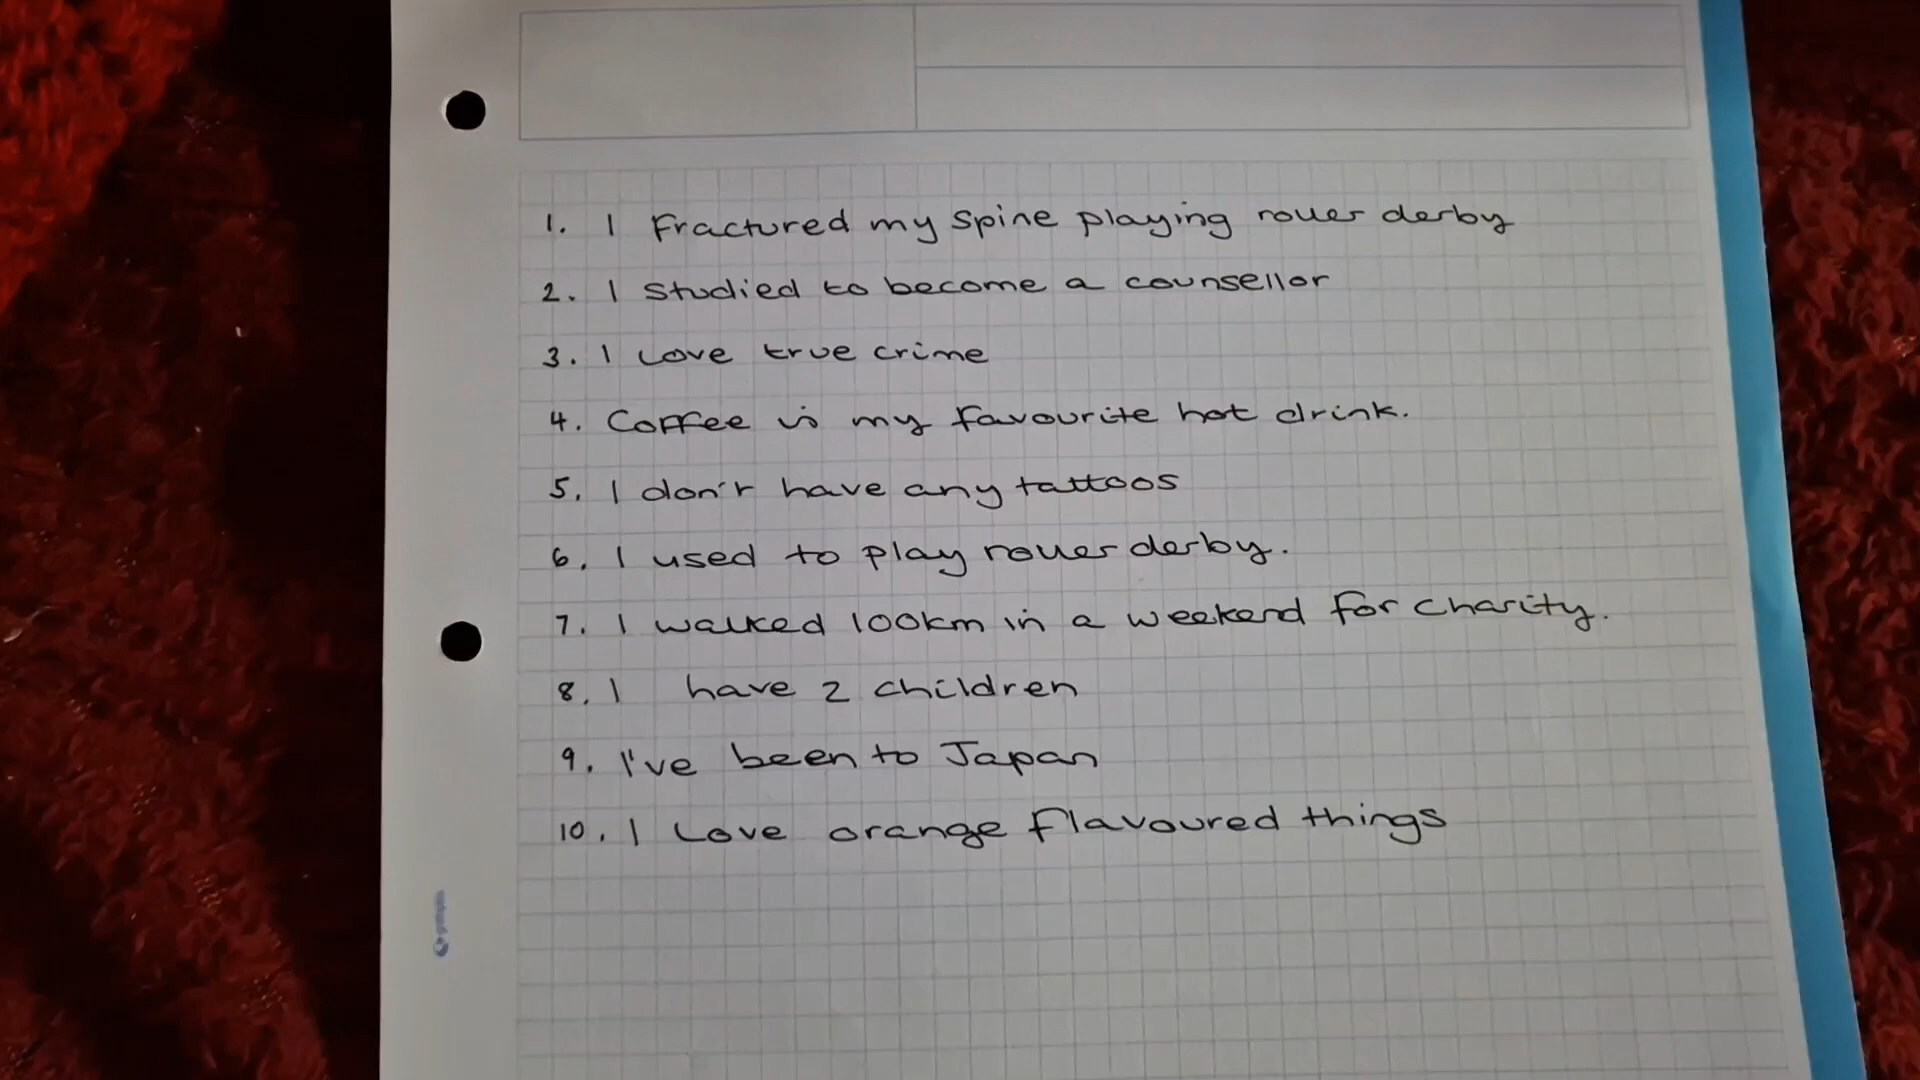 1. I Fractured my spine playing roller derby
2. I studied to become a counsellor
3. I love true crime
4. Coffee is my favourite hot drink.
5. I don't have any tattoos
6. I used to play roller derby.
7. I walked 100km in a weekend for charity.
8. I have 2 children
9. I've been to Japan
10. I love orange flavoured things